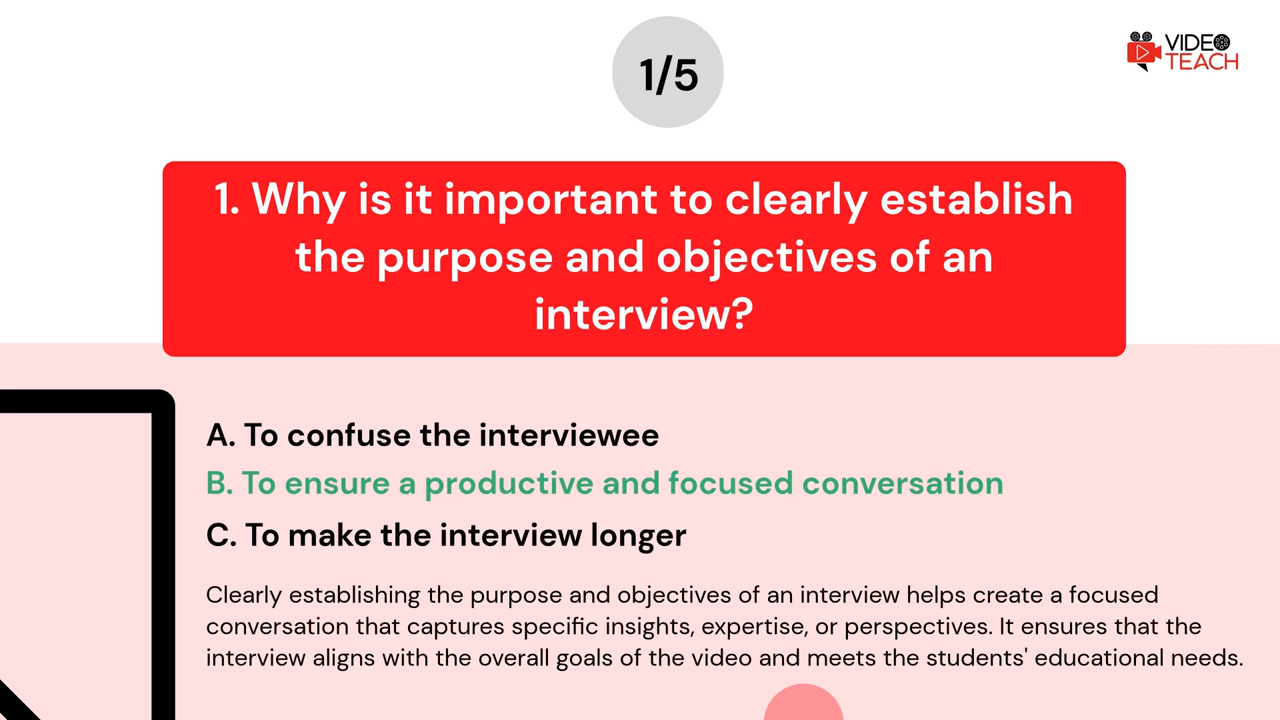 1/5
VIDEO
TEACH
1. Why is it important to clearly establish
the purpose and objectives of an
interview?
A. To confuse the interviewee
B. To ensure a productive and focused conversation
C. To make the interview longer
Clearly establishing the purpose and objectives of an interview helps create a focused
conversation that captures specific insights, expertise, or perspectives. It ensures that the
interview aligns with the overall goals of the video and meets the students' educational needs.